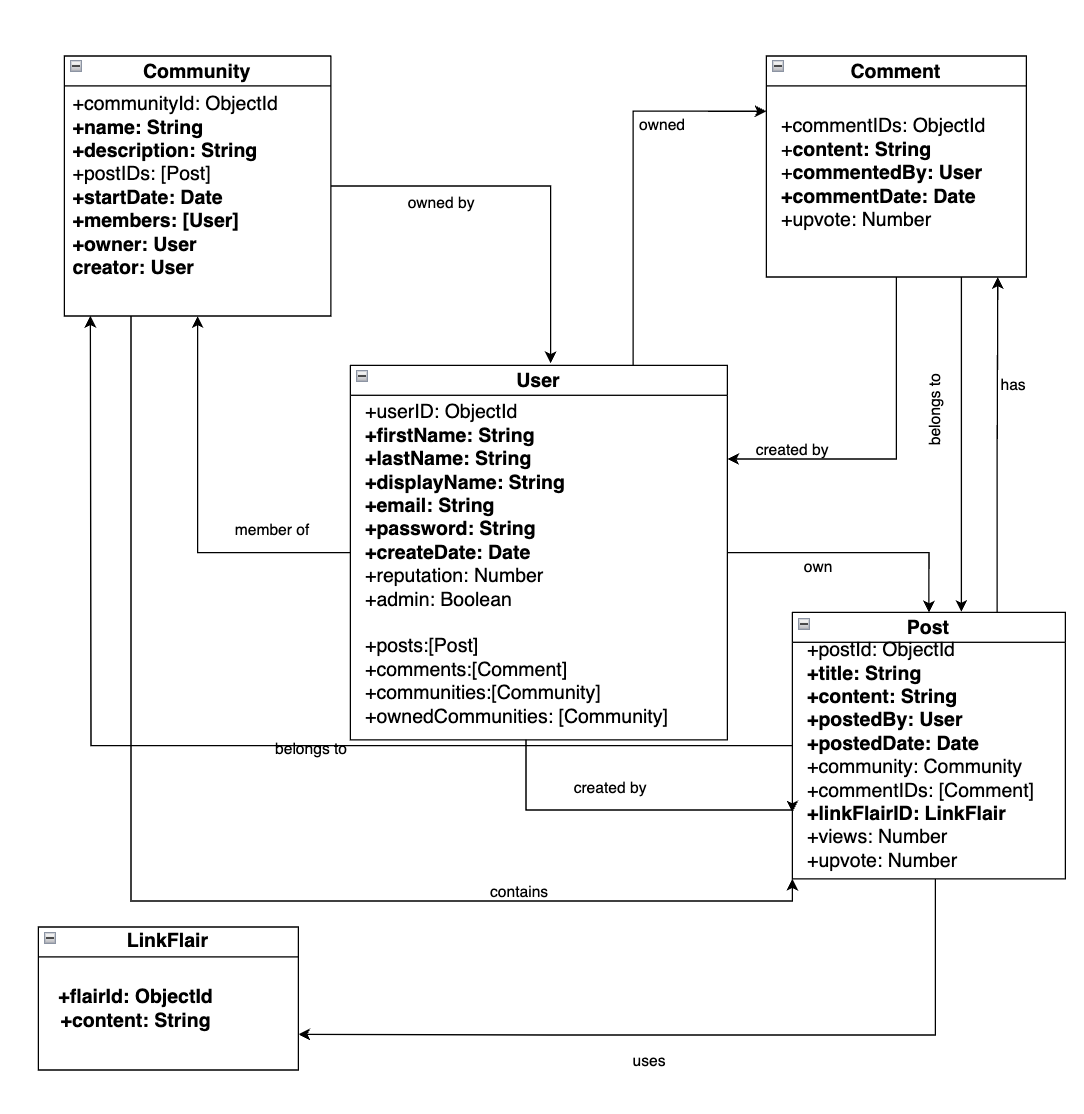 Community
+communityId: ObjectId
+name: String
+description: String
+postIDs: [Post]
+startDate: Date
+members: [User]
+owner: User
creator: User
Comment
+commentIDs: ObjectId
+content: String
+commentedBy: User
+commentDate: Date
+upvote: Number
owned
owned by
User
+userID: ObjectId
+firstName: String
+lastName: String
+displayName: String
+email: String
+password: String
+createDate: Date
+reputation: Number
+admin: Boolean
+posts:[Post]
+comments:[Comment]
+communities:[Community]
+ownedCommunities: [Community]
belongs to
has
created by
member of
own
Post
+postId: ObjectId
+title: String
+content: String
+postedBy: User
+postedDate: Date
+community: Community
+commentIDs: [Comment]
+linkFlairID: LinkFlair
+views: Number
+upvote: Number
belongs to
created by
contains
LinkFlair
+flairId: ObjectId
+content: String
uses